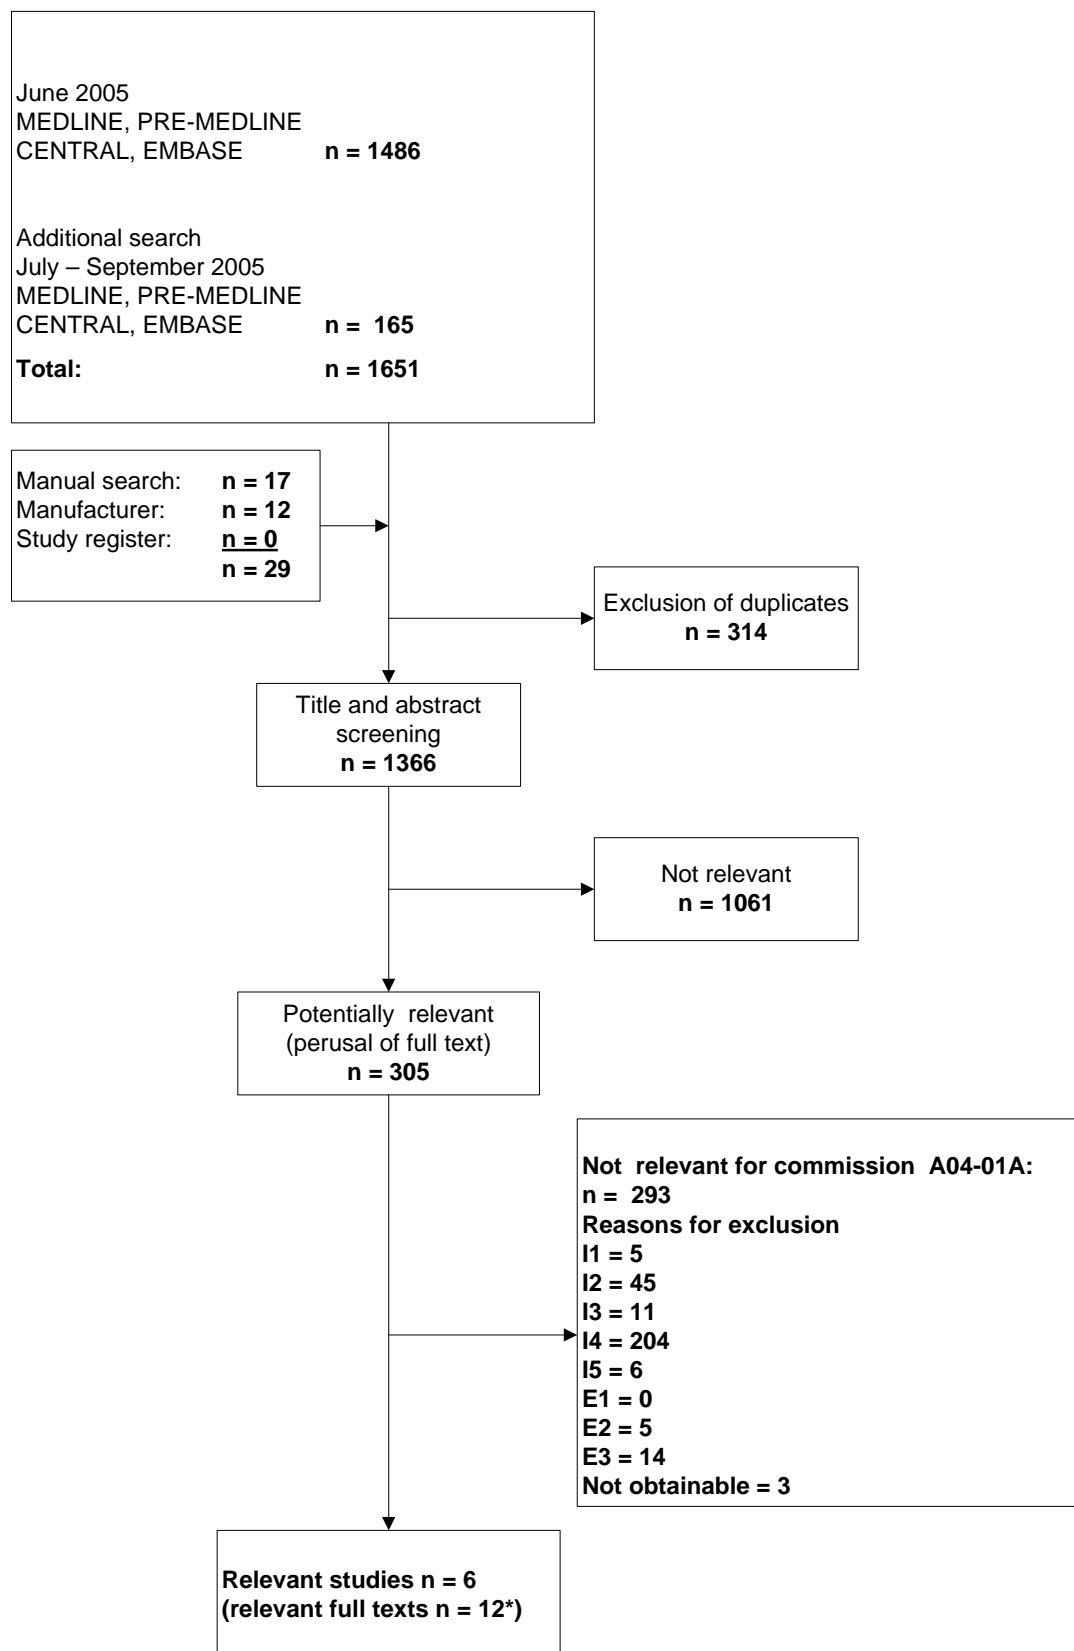 June 2005
MEDLINE, PRE-MEDLINE
CENTRAL, EMBASE n = 1486
Additional search
July – September 2005
MEDLINE, PRE-MEDLINE
CENTRAL, EMBASE n = 165
Total: n = 1651
Manual search: n = 17
Manufacturer: n = 12
Study register: n = 0
n = 29
Exclusion of duplicates
n = 314
Title and abstract
screening
n = 1366
Not relevant
n = 1061
Potentially relevant
(perusal of full text)
n = 305
Not relevant for commission A04-01A:
n = 293
Reasons for exclusion
I1 = 5
I2 = 45
I3 = 11
I4 = 204
I5 = 6
E1 = 0
E2 = 5
E3 = 14
Not obtainable = 3
Relevant studies n = 6
(relevant full texts n = 12*)